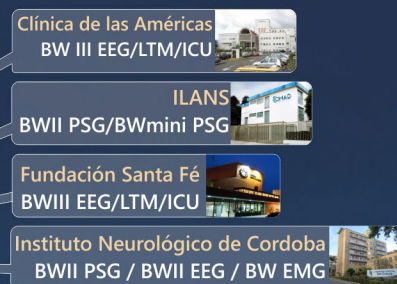 Clínica de las Américas
BW III EEG/LTM/ICU
ILANS
BWII PSG/BWmini PSG
Fundación Santa Fé
BWIII EEG/LTM/ICU
Instituto Neurológico de Cordoba
BWII PSG / BWII EEG / BW EMG